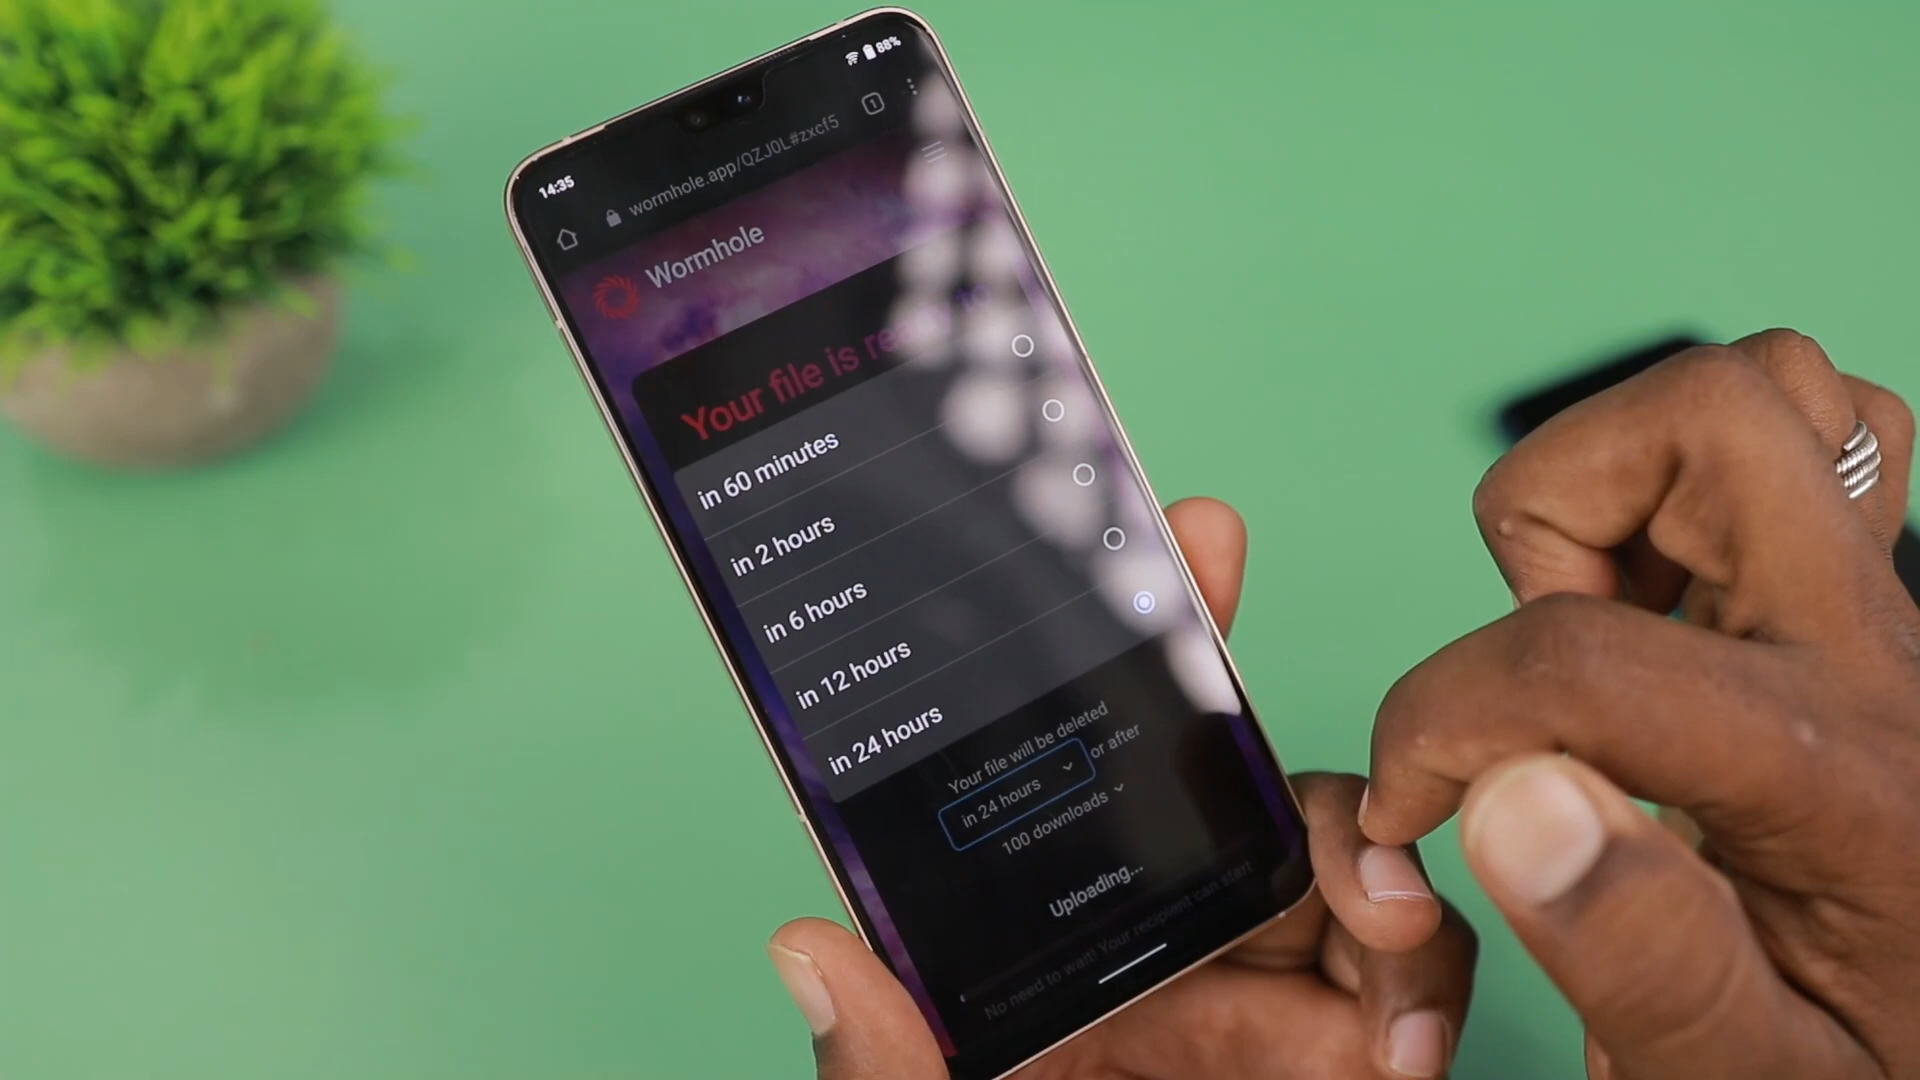 14:35
88%
wormhole.app/QZJ0L#zxcf5
1
Wormhole
Your file is
in 60 minutes
in 2 hours
in 6 hours
in 12 hours
in 24 hours
Your file will be deleted
in 24 hours or after
100 downloads
Uploading...
No need to wait! Your recipient can start